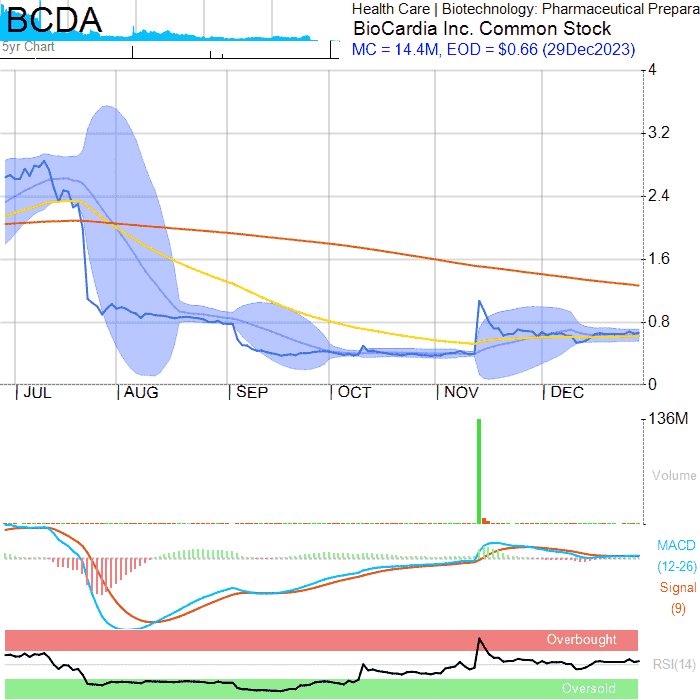 BCDA
5yr Chart
Health Care | Biotechnology: Pharmaceutical Prepara
BioCardia Inc. Common Stock
MC = 14.4M, EOD = $0.66 (29Dec2023)
4
3.2
2.4
1.6
0.8
0
JUL AUG SEP OCT NOV DEC
136M
Volume
MACD
(12-26)
Signal
(9)
Overbought
RSI(14)
Oversold